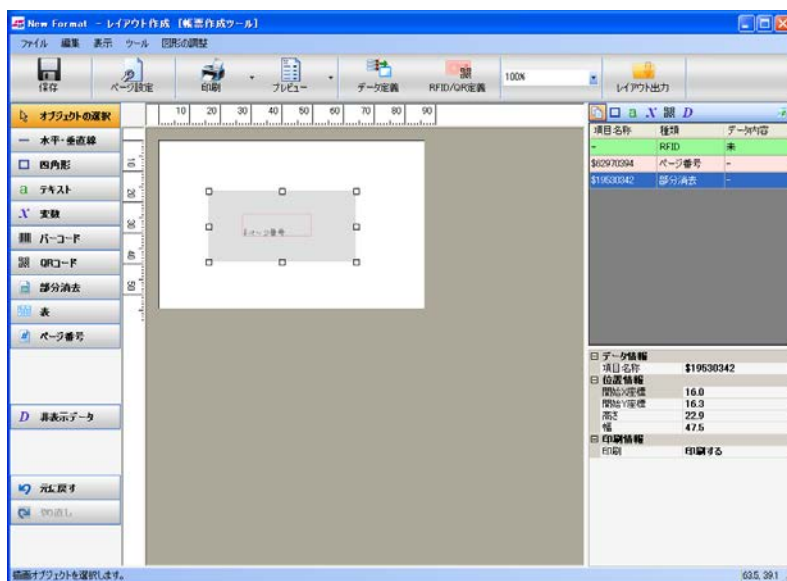 New Format - レイアウト作成 [帳票作成ツール]
ファイル 編集 表示 ツール 図形の調整
保存 ページ設定 印刷 プレビュー データ定義 RFID/QR定義 100% レイアウト出力
オブジェクトの選択
水平・垂直線
四角形
a テキスト
X 変数
バーコード
QRコード
部分消去
表
# ページ番号
D 非表示データ
元に戻す
やり直し
10 20 30 40 50 60 70 80 90
10
20
30
40
50
#ページ番号
a X D
項目名称 種類 データ内容
- RFID 未
$62970394 ページ番号 -
$19530342 部分消去 -
データ情報
項目名称 $19530342
位置情報
開始X座標 16.0
開始Y座標 16.3
高さ 22.9
幅 47.5
印刷情報
印刷 印刷する
描画オブジェクトを選択します。
63.5, 39.1